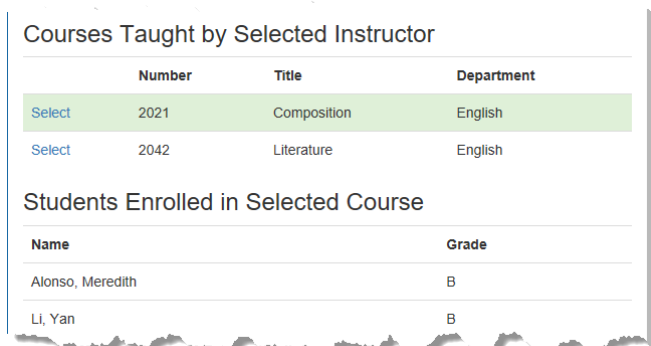 Courses Taught by Selected Instructor
Number Title Department
Select 2021 Composition English
Select 2042 Literature English
Students Enrolled in Selected Course
Name Grade
Alonso, Meredith B
Li, Yan B